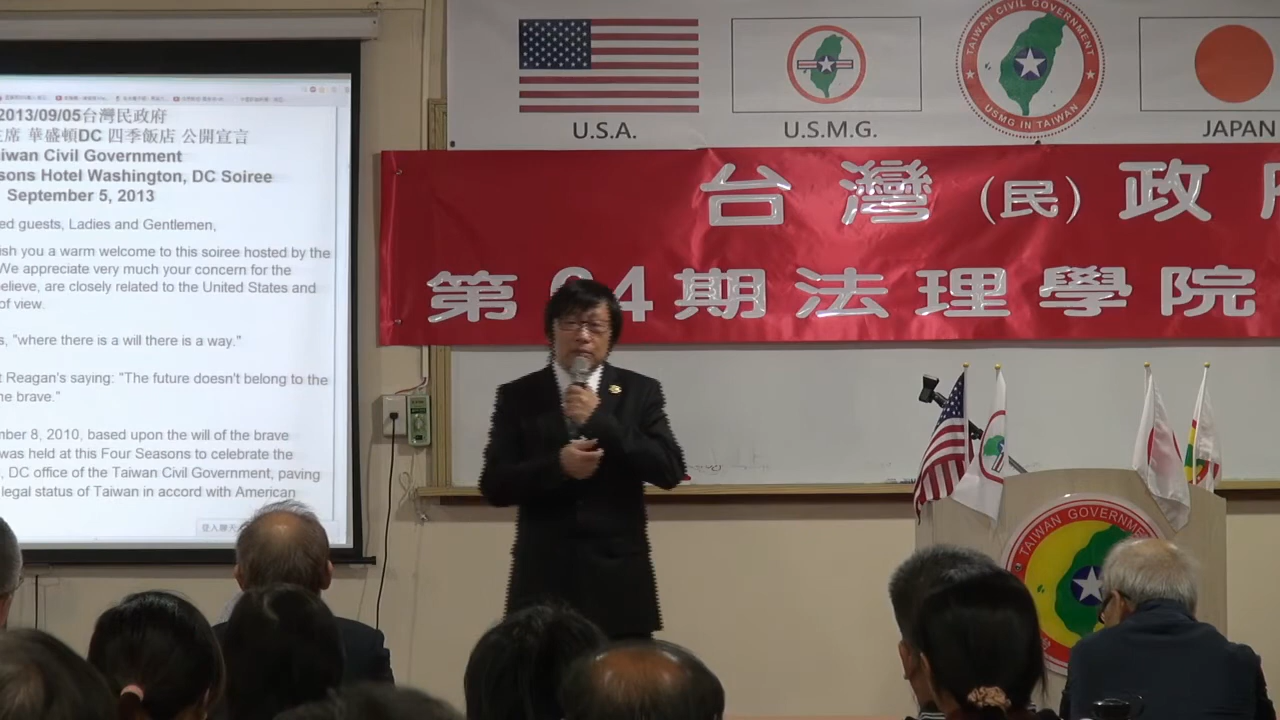 2013/09/05台灣民政府
席 華盛頓DC 四季飯店 公開宣言
iwan Civil Government
sons Hotel Washington, DC Soiree
September 5, 2013
ed guests, Ladies and Gentlemen,
ish you a warm welcome to this soiree hosted by the
We appreciate very much your concern for the
elieve, are closely related to the United States and
of view.
s, "where there is a will there is a way."
t Reagan's saying: "The future doesn't belong to the
he brave."
mber 8, 2010, based upon the will of the brave
was held at this Four Seasons to celebrate the
, DC office of the Taiwan Civil Government, paving
legal status of Taiwan in accord with American
U.S.A.
U.S.M.G.
TAIWAN CIVIL GOVERNMENT
USMG IN TAIWAN
JAPAN
台灣(民)政府
第64期法理學院
TAIWAN GOVERNMENT